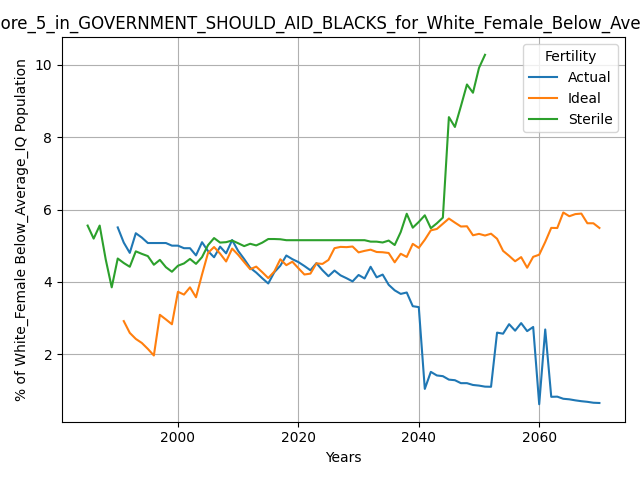 ore_5_in_GOVERNMENT_SHOULD_AID_BLACKS_for_White_Female_Below_Ave
Fertility
Actual
Ideal
Sterile
% of White_Female Below_Average_IQ Population
10
8
6
4
2
2000
2020
2040
2060
Years